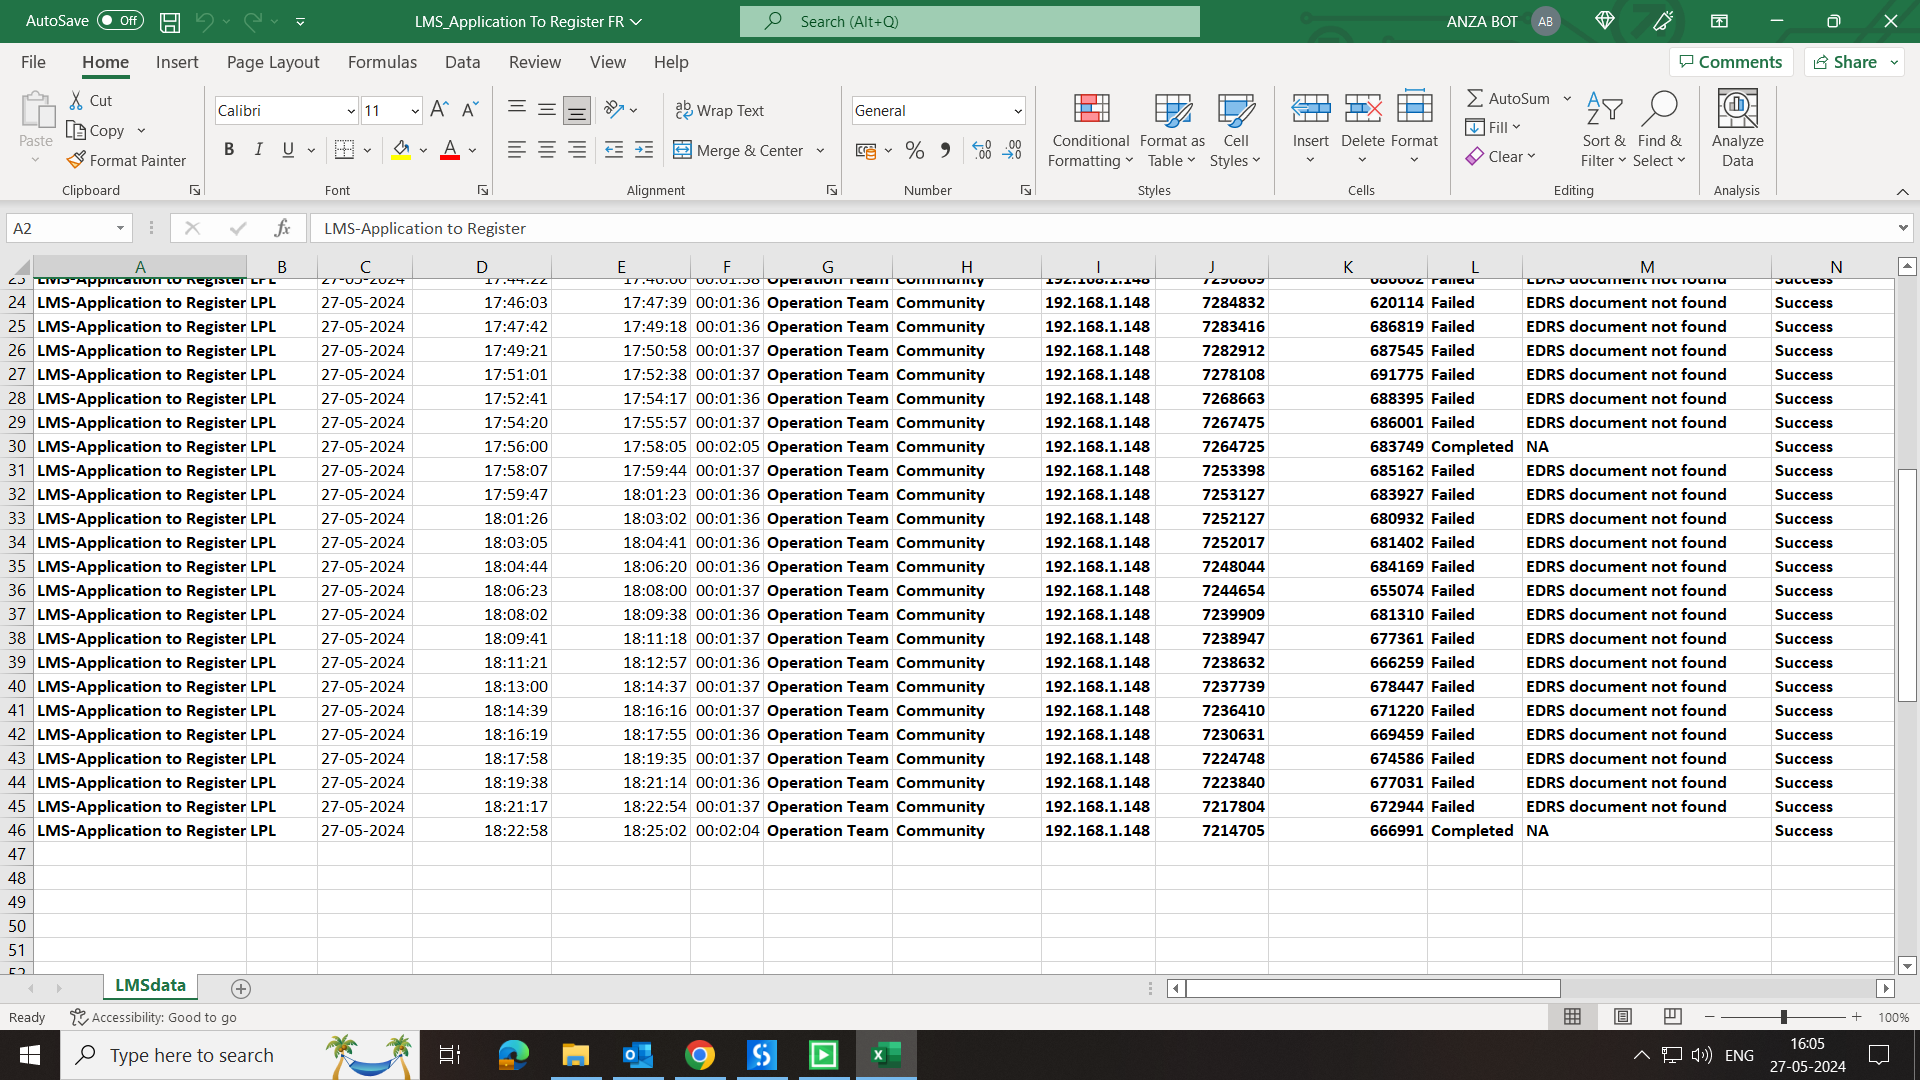 AutoSave Off LMS_Application To Register FR Search (Alt+Q) ANZA BOT AB
File Home Insert Page Layout Formulas Data Review View Help Comments Share
Paste Cut Copy Format Painter Clipboard
Calibri 11 B I U Font
Wrap Text Merge & Center Alignment
General % Number
Conditional Formatting Format as Table Cell Styles Styles
Insert Delete Format Cells
AutoSum Fill Clear Sort & Filter Find & Select Editing
Analyze Data Analysis
A2 fx LMS-Application to Register
A B C D E F G H I J K L M N
23 LMS-Application to Register LPL 27-05-2024 17:44:22 17:46:00 00:01:38 Operation Team Community 192.168.1.148 7290869 686602 Failed EDRS document not found Success
24 LMS-Application to Register LPL 27-05-2024 17:46:03 17:47:39 00:01:36 Operation Team Community 192.168.1.148 7284832 620114 Failed EDRS document not found Success
25 LMS-Application to Register LPL 27-05-2024 17:47:42 17:49:18 00:01:36 Operation Team Community 192.168.1.148 7283416 686819 Failed EDRS document not found Success
26 LMS-Application to Register LPL 27-05-2024 17:49:21 17:50:58 00:01:37 Operation Team Community 192.168.1.148 7282912 687545 Failed EDRS document not found Success
27 LMS-Application to Register LPL 27-05-2024 17:51:01 17:52:38 00:01:37 Operation Team Community 192.168.1.148 7278108 691775 Failed EDRS document not found Success
28 LMS-Application to Register LPL 27-05-2024 17:52:41 17:54:17 00:01:36 Operation Team Community 192.168.1.148 7268663 688395 Failed EDRS document not found Success
29 LMS-Application to Register LPL 27-05-2024 17:54:20 17:55:57 00:01:37 Operation Team Community 192.168.1.148 7267475 686001 Failed EDRS document not found Success
30 LMS-Application to Register LPL 27-05-2024 17:56:00 17:58:05 00:02:05 Operation Team Community 192.168.1.148 7264725 683749 Completed NA Success
31 LMS-Application to Register LPL 27-05-2024 17:58:07 17:59:44 00:01:37 Operation Team Community 192.168.1.148 7253398 685162 Failed EDRS document not found Success
32 LMS-Application to Register LPL 27-05-2024 17:59:47 18:01:23 00:01:36 Operation Team Community 192.168.1.148 7253127 683927 Failed EDRS document not found Success
33 LMS-Application to Register LPL 27-05-2024 18:01:26 18:03:02 00:01:36 Operation Team Community 192.168.1.148 7252127 680932 Failed EDRS document not found Success
34 LMS-Application to Register LPL 27-05-2024 18:03:05 18:04:41 00:01:36 Operation Team Community 192.168.1.148 7252017 681402 Failed EDRS document not found Success
35 LMS-Application to Register LPL 27-05-2024 18:04:44 18:06:20 00:01:36 Operation Team Community 192.168.1.148 7248044 684169 Failed EDRS document not found Success
36 LMS-Application to Register LPL 27-05-2024 18:06:23 18:08:00 00:01:37 Operation Team Community 192.168.1.148 7244654 655074 Failed EDRS document not found Success
37 LMS-Application to Register LPL 27-05-2024 18:08:02 18:09:38 00:01:36 Operation Team Community 192.168.1.148 7239909 681310 Failed EDRS document not found Success
38 LMS-Application to Register LPL 27-05-2024 18:09:41 18:11:18 00:01:37 Operation Team Community 192.168.1.148 7238947 677361 Failed EDRS document not found Success
39 LMS-Application to Register LPL 27-05-2024 18:11:21 18:12:57 00:01:36 Operation Team Community 192.168.1.148 7238632 666259 Failed EDRS document not found Success
40 LMS-Application to Register LPL 27-05-2024 18:13:00 18:14:37 00:01:37 Operation Team Community 192.168.1.148 7237739 678447 Failed EDRS document not found Success
41 LMS-Application to Register LPL 27-05-2024 18:14:39 18:16:16 00:01:37 Operation Team Community 192.168.1.148 7236410 671220 Failed EDRS document not found Success
42 LMS-Application to Register LPL 27-05-2024 18:16:19 18:17:55 00:01:36 Operation Team Community 192.168.1.148 7230631 669459 Failed EDRS document not found Success
43 LMS-Application to Register LPL 27-05-2024 18:17:58 18:19:35 00:01:37 Operation Team Community 192.168.1.148 7224748 674586 Failed EDRS document not found Success
44 LMS-Application to Register LPL 27-05-2024 18:19:38 18:21:14 00:01:36 Operation Team Community 192.168.1.148 7223840 677031 Failed EDRS document not found Success
45 LMS-Application to Register LPL 27-05-2024 18:21:17 18:22:54 00:01:37 Operation Team Community 192.168.1.148 7217804 672944 Failed EDRS document not found Success
46 LMS-Application to Register LPL 27-05-2024 18:22:58 18:25:02 00:02:04 Operation Team Community 192.168.1.148 7214705 666991 Completed NA Success
47
48
49
50
51
52
LMSdata
Ready Accessibility: Good to go 100%
Type here to search ENG 16:05
27-05-2024